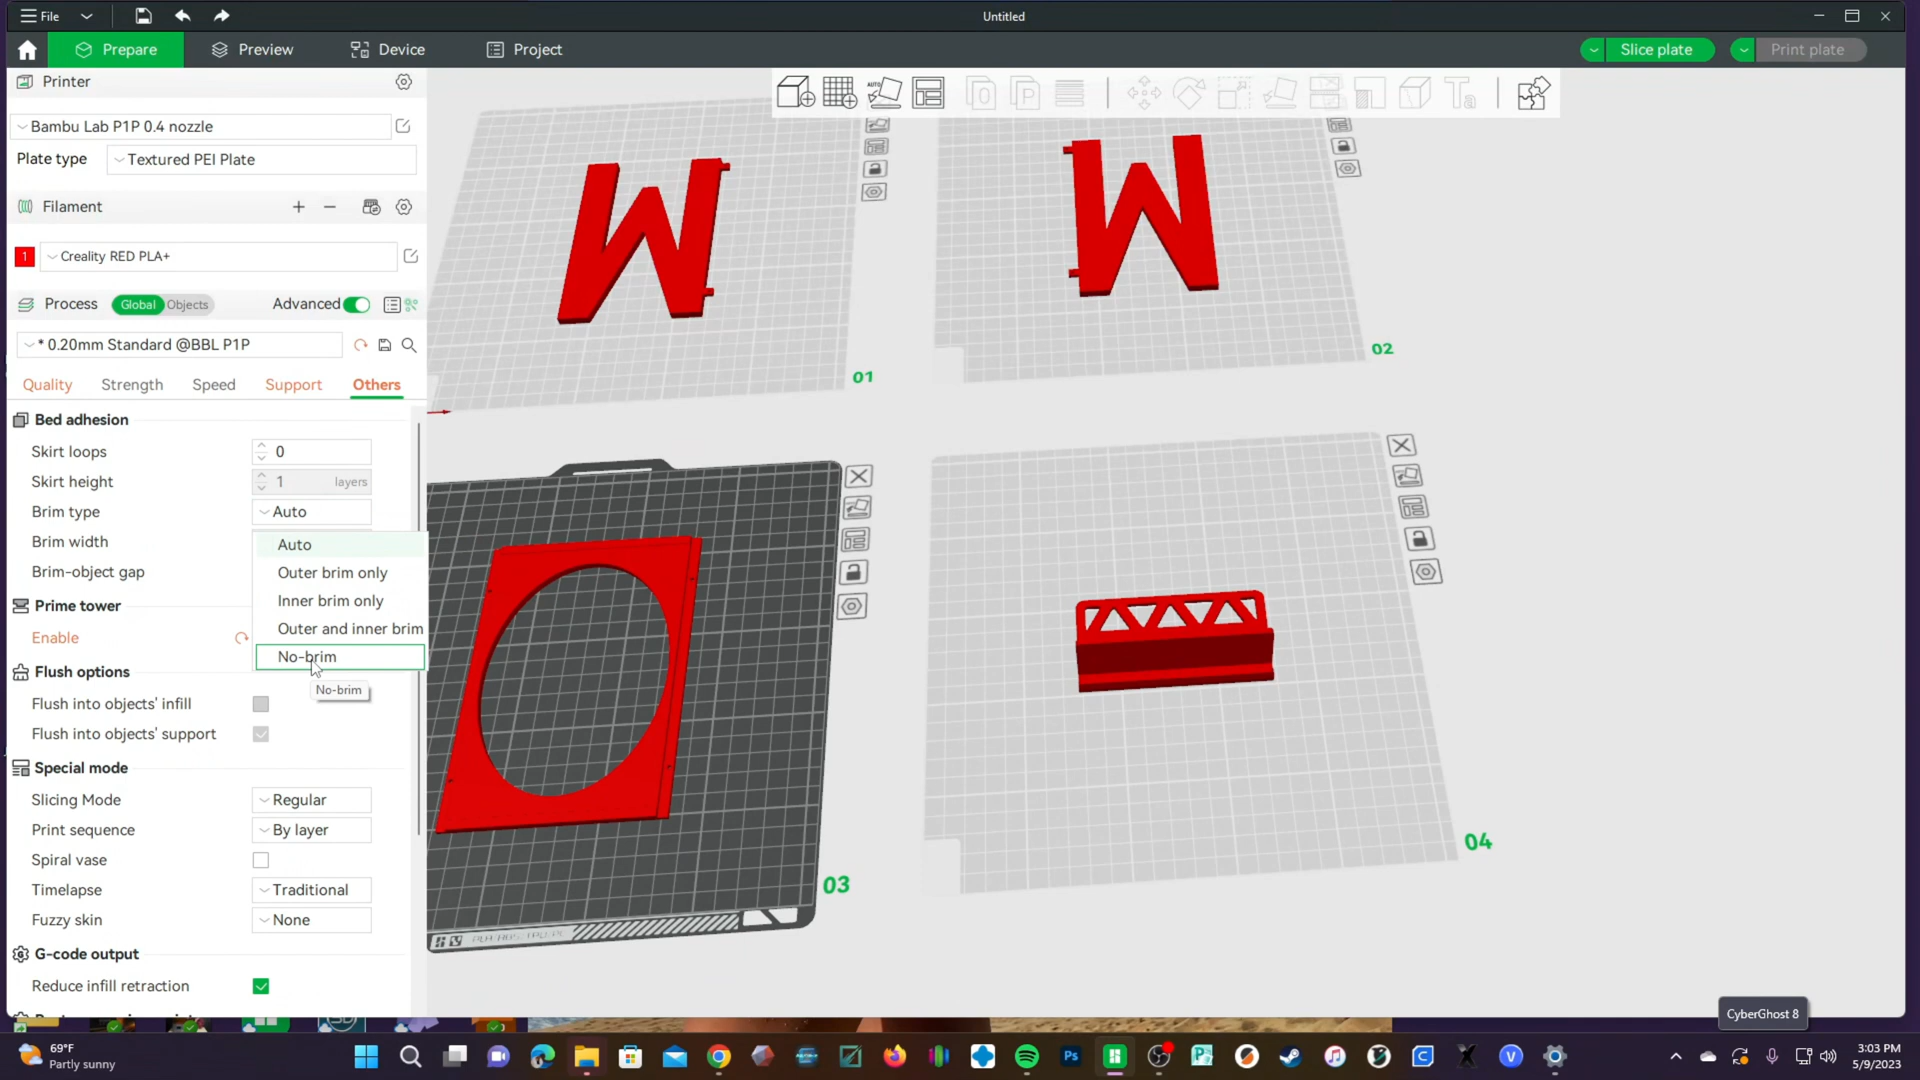 File
Untitled
Prepare
Preview
Device
Project
Slice plate
Print plate
Printer
Bambu Lab P1P 0.4 nozzle
Plate type
Textured PEI Plate
Filament
1
Creality RED PLA+
Process
Global
Objects
Advanced
* 0.20mm Standard @BBL P1P
Quality
Strength
Speed
Support
Others
Bed adhesion
Skirt loops
0
Skirt height
1
layers
Brim type
Auto
Brim width
Auto
Outer brim only
Brim-object gap
Inner brim only
Prime tower
Outer and inner brim
Enable
No-brim
Flush options
No-brim
Flush into objects' infill
Flush into objects' support
Special mode
Slicing Mode
Regular
Print sequence
By layer
Spiral vase
Timelapse
Traditional
Fuzzy skin
None
G-code output
Reduce infill retraction
AUTO
01
02
03
04
CyberGhost 8
69°F
Partly sunny
Ps
3:03 PM
5/9/2023